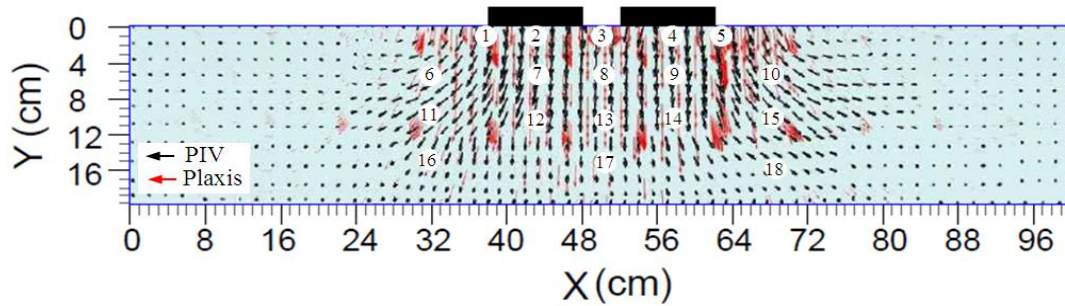 0 1 2 3 4 5
4 6 7 8 9 10
8
12 11 12 13 14 15
16 16 17 18
PIV
Plaxis
Y (cm)
0 8 16 24 32 40 48 56 64 72 80 88 96
X (cm)